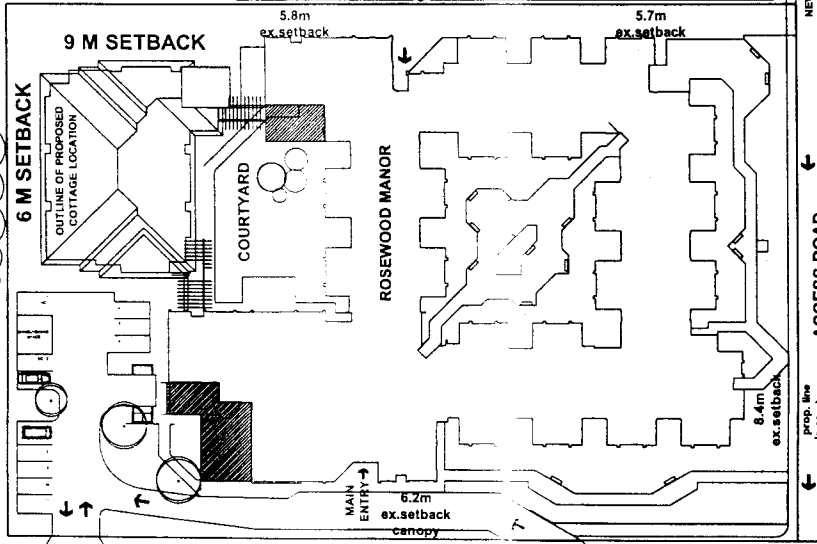 5.8m
ex.setback
5.7m
ex.setback
NEW
9 M SETBACK
6 M SETBACK
OUTLINE OF PROPOSED
COTTAGE LOCATION
COURTYARD
ROSEWOOD MANOR
ACCESS ROAD
8.4m
ex.setback
prop. line
MAIN
ENTRY
6.2m
ex.setback
canopy